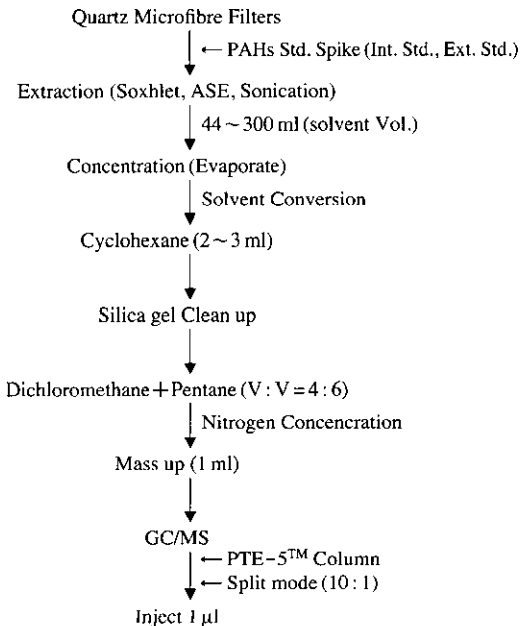 Quartz Microfibre Filters
← PAHs Std. Spike (Int. Std., Ext. Std.)
Extraction (Soxhlet, ASE, Sonication)
44 ~ 300 ml (solvent Vol.)
Concentration (Evaporate)
Solvent Conversion
Cyclohexane (2 ~ 3 ml)
Silica gel Clean up
Dichloromethane + Pentane (V : V = 4 : 6)
Nitrogen Concencration
Mass up (1 ml)
GC/MS
← PTE-5™ Column
← Split mode (10 : 1)
Inject 1 μl